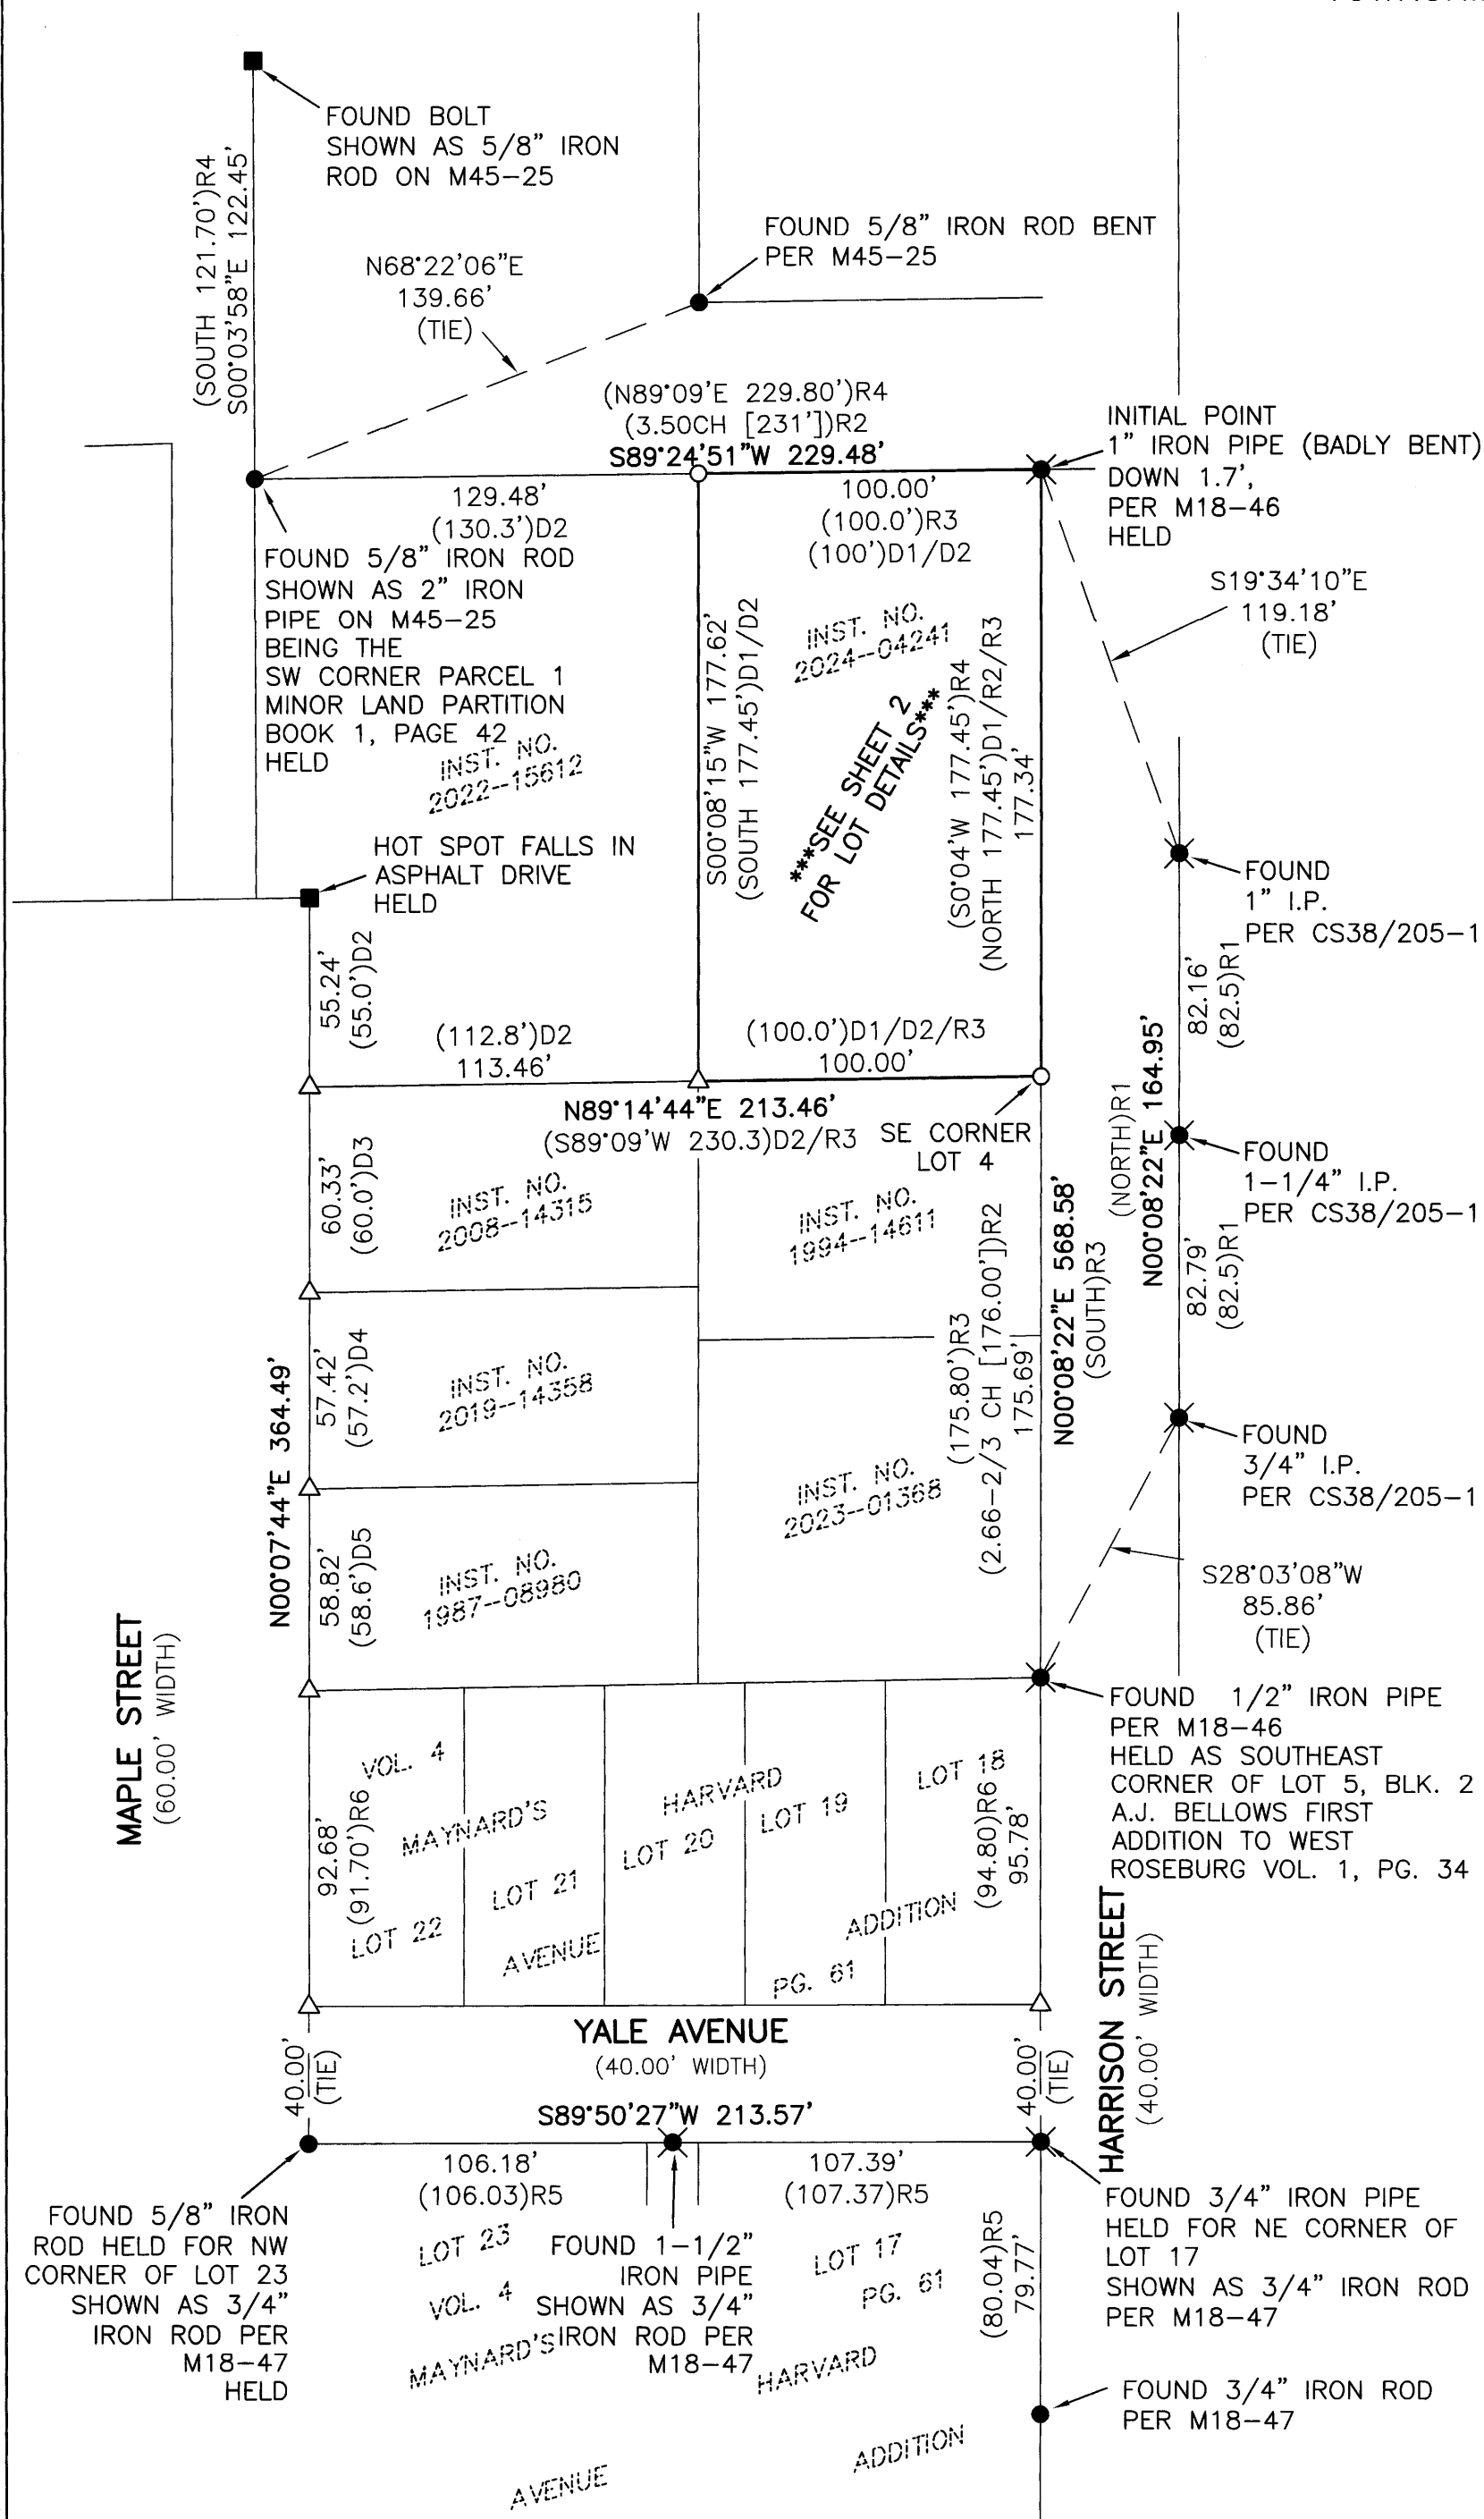 FOUND BOLT
SHOWN AS 5/8" IRON
ROD ON M45-25
(SOUTH 121.70')R4
S00°03'58"E 122.45'
FOUND 5/8" IRON ROD BENT
PER M45-25
N68°22'06"E
139.66'
(TIE)
(N89°09'E 229.80')R4
(3.50CH [231'])R2
S89°24'51"W 229.48'
INITIAL POINT
1" IRON PIPE (BADLY BENT)
DOWN 1.7',
PER M18-46
HELD
129.48'
(130.3')D2
100.00'
(100.0')R3
(100')D1/D2
FOUND 5/8" IRON ROD
SHOWN AS 2" IRON
PIPE ON M45-25
BEING THE
SW CORNER PARCEL 1
MINOR LAND PARTITION
BOOK 1, PAGE 42
HELD
INST. NO.
2022-15612
S00°08'15"W 177.62'
(SOUTH 177.45')D1/D2
INST. NO.
2024-04241
***SEE SHEET 2
FOR LOT DETAILS***
(S0°04'W 177.45')R4
(NORTH 177.45')D1/R2/R3
177.34'
S19°34'10"E
119.18'
(TIE)
HOT SPOT FALLS IN
ASPHALT DRIVE
HELD
FOUND
1" I.P.
PER CS38/205-1
55.24'
(55.0')D2
(112.8')D2
113.46'
(100.0')D1/D2/R3
100.00'
82.16'
(82.5)R1
N89°14'44"E 213.46'
(S89°09'W 230.3)D2/R3
SE CORNER
LOT 4
(NORTH)R1
N00°08'22"E 164.95'
FOUND
1-1/4" I.P.
PER CS38/205-1
60.33'
(60.0')D3
INST. NO.
2008-14315
INST. NO.
1994-14611
82.79'
(82.5)R1
N00°08'22"E 568.58'
(SOUTH)R3
(175.80')R3
(2.66-2/3 CH [176.00'])R2
175.69'
N00°07'44"E 364.49'
57.42'
(57.2')D4
INST. NO.
2019-14358
FOUND
3/4" I.P.
PER CS38/205-1
INST. NO.
2023-01368
58.82'
(58.6')D5
INST. NO.
1987-08980
S28°03'08"W
85.86'
(TIE)
MAPLE STREET
(60.00' WIDTH)
FOUND 1/2" IRON PIPE
PER M18-46
HELD AS SOUTHEAST
CORNER OF LOT 5, BLK. 2
A.J. BELLOWS FIRST
ADDITION TO WEST
ROSEBURG VOL. 1, PG. 34
92.68'
(91.70')R6
VOL. 4
MAYNARD'S
HARVARD
LOT 18
LOT 19
LOT 20
LOT 21
LOT 22
AVENUE
ADDITION
PG. 61
(94.80)R6
95.78'
HARRISON STREET
(40.00' WIDTH)
YALE AVENUE
(40.00' WIDTH)
40.00'
(TIE)
40.00'
(TIE)
S89°50'27"W 213.57'
106.18'
(106.03)R5
107.39'
(107.37)R5
FOUND 5/8" IRON
ROD HELD FOR NW
CORNER OF LOT 23
SHOWN AS 3/4"
IRON ROD PER
M18-47
HELD
LOT 23
VOL. 4
MAYNARD'S
FOUND 1-1/2"
IRON PIPE
SHOWN AS 3/4"
IRON ROD PER
M18-47
LOT 17
PG. 61
HARVARD
(80.04)R5
79.77'
FOUND 3/4" IRON PIPE
HELD FOR NE CORNER OF
LOT 17
SHOWN AS 3/4" IRON ROD
PER M18-47
FOUND 3/4" IRON ROD
PER M18-47
AVENUE
ADDITION